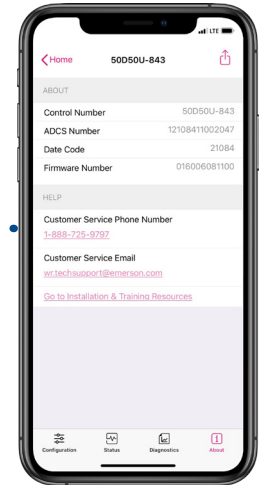 LTE
Home 50D50U-843
ABOUT
Control Number 50D50U-843
ADCS Number 12108411002047
Date Code 21084
Firmware Number 016006081100
HELP
Customer Service Phone Number
1-888-725-9797
Customer Service Email
wr.techsupport@emerson.com
Go to Installation & Training Resources
Configuration Status Diagnostics About